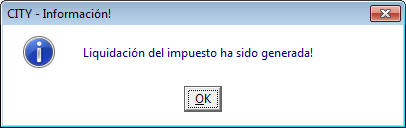 CITY - Información!
Liquidación del impuesto ha sido generada!
OK